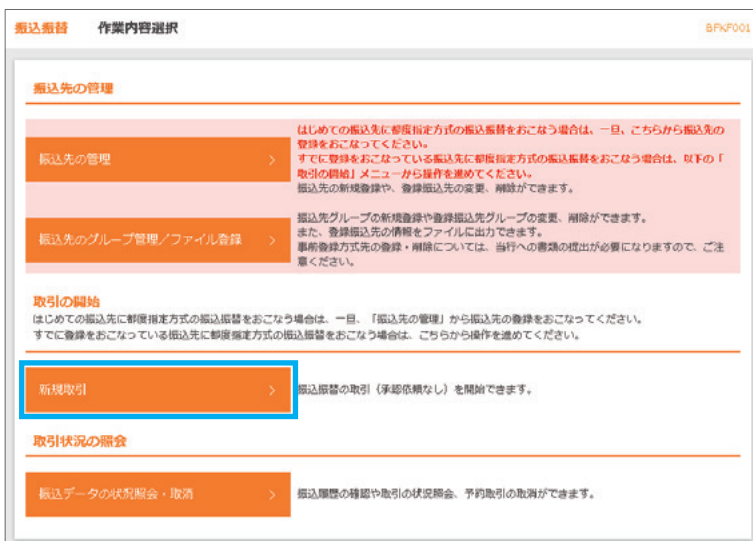 振込振替 作業内容選択 BFKF001
振込先の管理
振込先の管理
はじめての振込先に都度指定方式の振込振替をおこなう場合は、一旦、こちらから振込先の
登録をおこなってください。
すでに登録をおこなっている振込先に都度指定方式の振込振替をおこなう場合は、以下の「
取引の開始」メニューから操作を進めてください。
振込先の新規登録や、登録振込先の変更、削除ができます。
振込先のグループ管理/ファイル登録
振込先グループの新規登録や登録振込先グループの変更、削除ができます。
また、登録振込先の情報をファイルに出力できます。
事前登録方式先の登録・削除については、当行への書類の提出が必要になりますので、ご注
意ください。
取引の開始
はじめての振込先に都度指定方式の振込振替をおこなう場合は、一旦、「振込先の管理」から振込先の登録をおこなってください。
すでに登録をおこなっている振込先に都度指定方式の振込振替をおこなう場合は、こちらから操作を進めてください。
新規取引
振込振替の取引(承認依頼なし)を開始できます。
取引状況の照会
振込データの状況照会・取消
振込履歴の確認や取引の状況照会、予約取引の取消ができます。